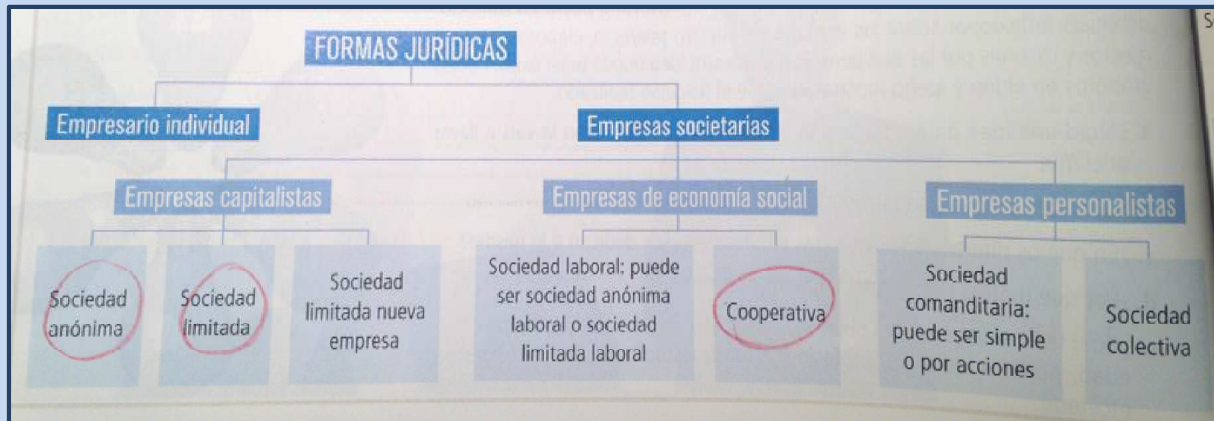 FORMAS JURÍDICAS
Empresario individual
Empresas societarias
Empresas capitalistas
Empresas de economía social
Empresas personalistas
Sociedad
anónima
Sociedad
limitada
Sociedad
limitada nueva
empresa
Sociedad laboral: puede
ser sociedad anónima
laboral o sociedad
limitada laboral
Cooperativa
Sociedad
comanditaria:
puede ser simple
o por acciones
Sociedad
colectiva